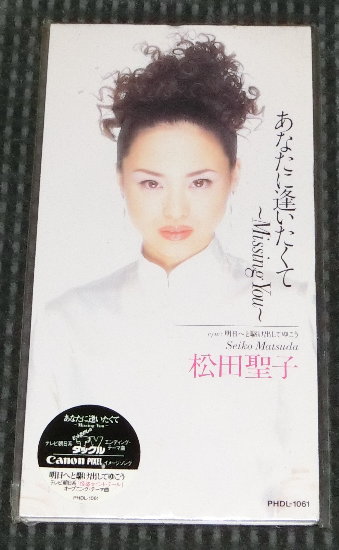 あなたに逢いたくて
~Missing You~
c/w: 明日へと駆け出してゆこう
Seiko Matsuda
松田聖子
あなたに逢いたくて
~Missing You~
テレビ朝日系 TVタックル エンディング・テーマ曲
Canon PIXEL イメージソング
明日へと駆け出してゆこう
オープニング・テーマ曲
PHDL-1061
PHDL-1061